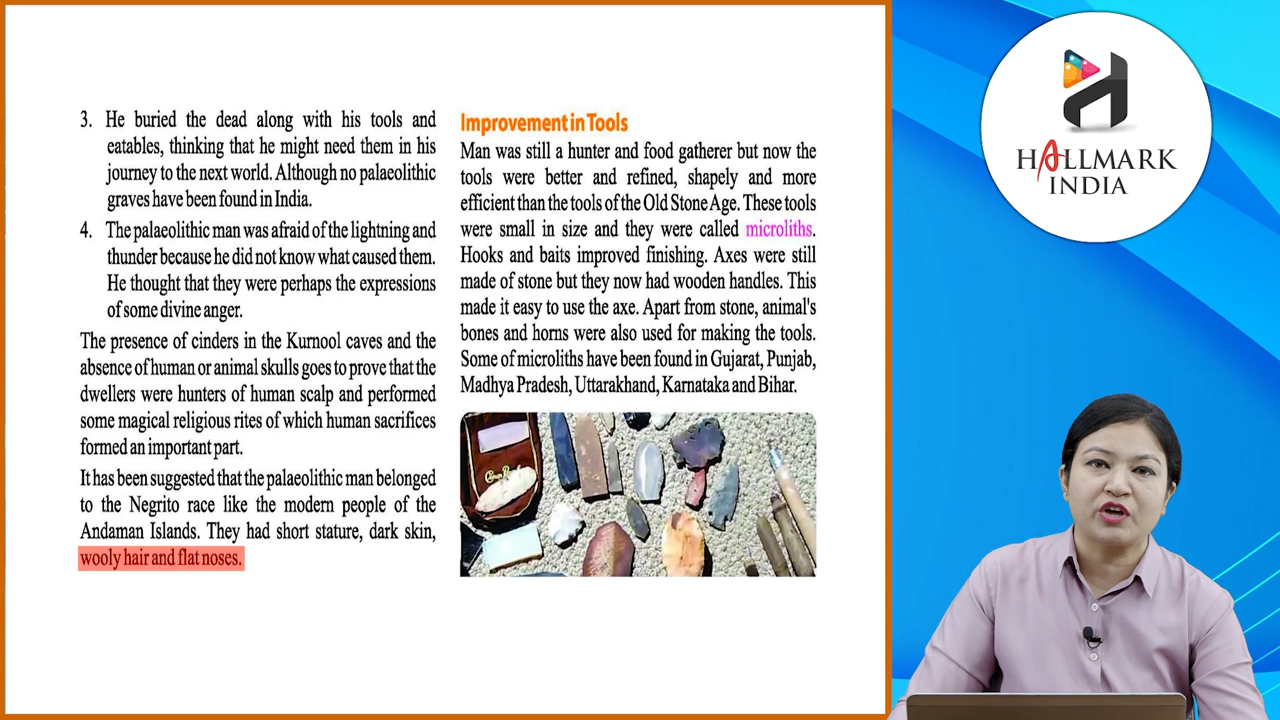 3. He buried the dead along with his tools and
eatables, thinking that he might need them in his
journey to the next world. Although no palaeolithic
graves have been found in India.
4. The palaeolithic man was afraid of the lightning and
thunder because he did not know what caused them.
He thought that they were perhaps the expressions
of some divine anger.
The presence of cinders in the Kurnool caves and the
absence of human or animal skulls goes to prove that the
dwellers were hunters of human scalp and performed
some magical religious rites of which human sacrifices
formed an important part.
It has been suggested that the palaeolithic man belonged
to the Negrito race like the modern people of the
Andaman Islands. They had short stature, dark skin,
wooly hair and flat noses.
Improvement in Tools
Man was still a hunter and food gatherer but now the
tools were better and refined, shapely and more
efficient than the tools of the Old Stone Age. These tools
were small in size and they were called microliths.
Hooks and baits improved finishing. Axes were still
made of stone but they now had wooden handles. This
made it easy to use the axe. Apart from stone, animal's
bones and horns were also used for making the tools.
Some of microliths have been found in Gujarat, Punjab,
Madhya Pradesh, Uttarakhand, Karnataka and Bihar.
HALLMARK
INDIA